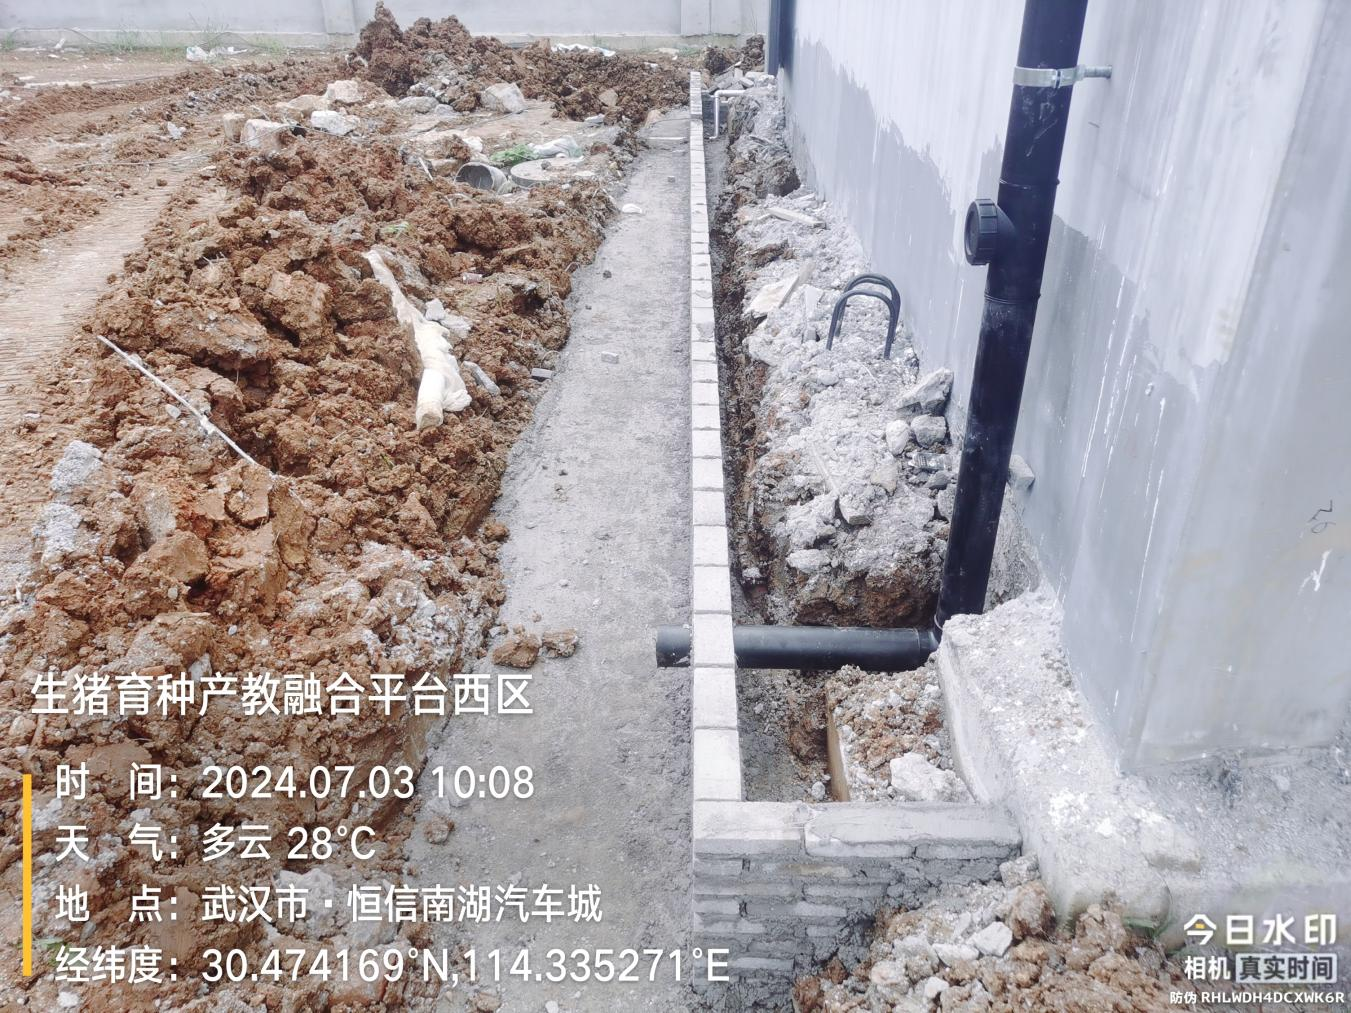 生猪育种产教融合平台西区
时　间：2024.07.03 10:08
天　气：多云 28℃
地　点：武汉市·恒信南湖汽车城
经纬度：30.474169°N,114.335271°E
今日水印
相机 真实时间
防伪 RHLWDH4DCXWK6R